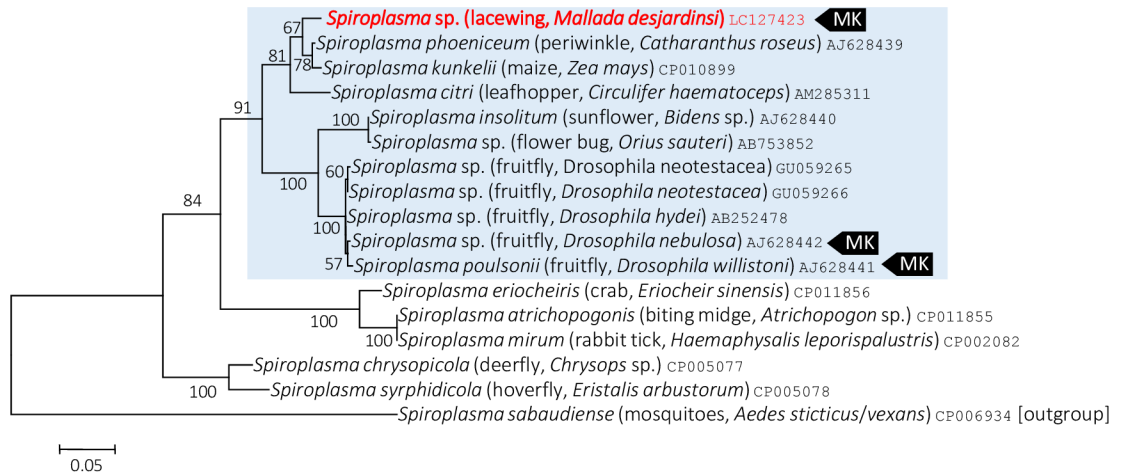 67
Spiroplasma sp. (lacewing, Mallada desjardinsi) LC127423 MK
Spiroplasma phoeniceum (periwinkle, Catharanthus roseus) AJ628439
81
78
Spiroplasma kunkelii (maize, Zea mays) CP010899
Spiroplasma citri (leafhopper, Circulifer haematoceps) AM285311
91
100
Spiroplasma insolitum (sunflower, Bidens sp.) AJ628440
Spiroplasma sp. (flower bug, Orius sauteri) AB753852
60
Spiroplasma sp. (fruitfly, Drosophila neotestacea) GU059265
100
Spiroplasma sp. (fruitfly, Drosophila neotestacea) GU059266
84
Spiroplasma sp. (fruitfly, Drosophila hydei) AB252478
100
Spiroplasma sp. (fruitfly, Drosophila nebulosa) AJ628442 MK
57
Spiroplasma poulsonii (fruitfly, Drosophila willistoni) AJ628441 MK
Spiroplasma eriocheiris (crab, Eriocheir sinensis) CP011856
100
Spiroplasma atrichopogonis (biting midge, Atrichopogon sp.) CP011855
100
Spiroplasma mirum (rabbit tick, Haemaphysalis leporispalustris) CP002082
Spiroplasma chrysopicola (deerfly, Chrysops sp.) CP005077
100
Spiroplasma syrphidicola (hoverfly, Eristalis arbustorum) CP005078
Spiroplasma sabaudiense (mosquitoes, Aedes sticticus/vexans) CP006934 [outgroup]
0.05